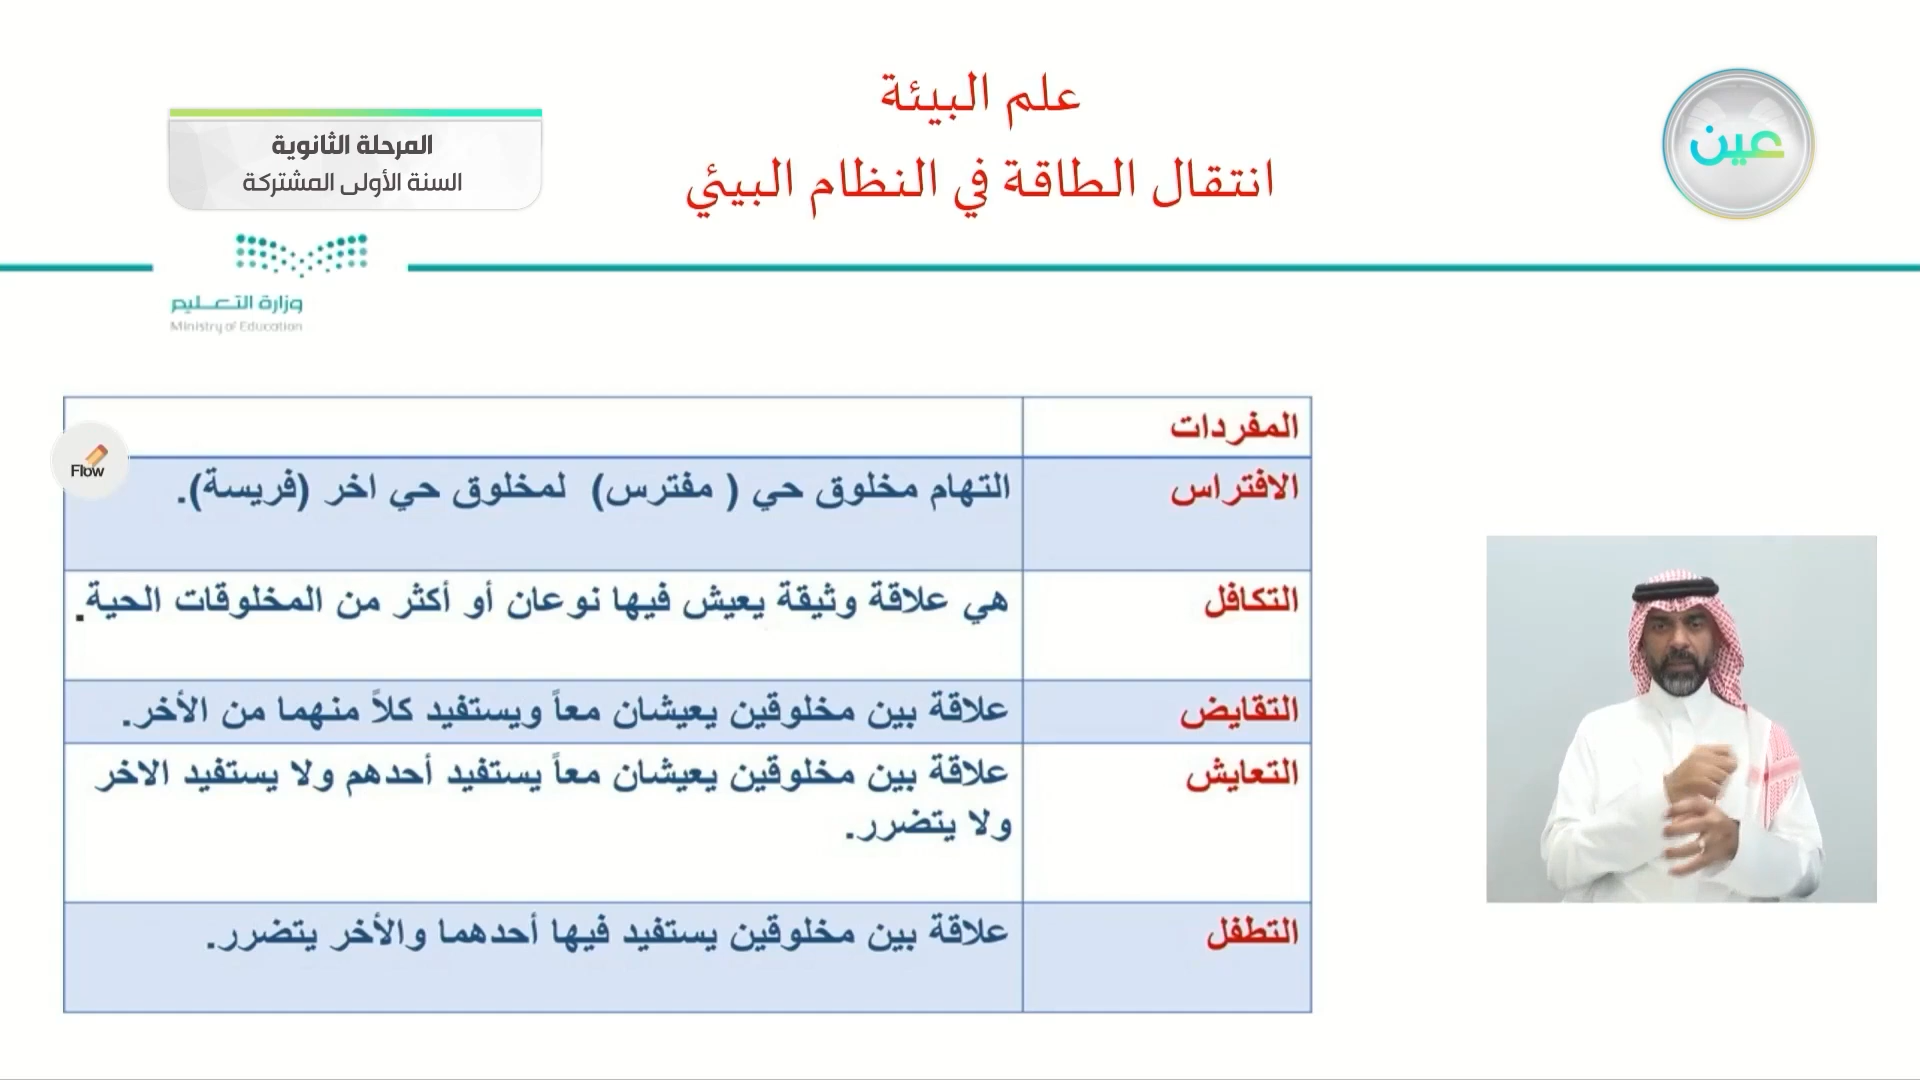 علم البيئة
انتقال الطاقة في النظام البيئي
عين
المرحلة الثانوية
السنة الأولى المشتركة
وزارة التعليم
Ministry of Education
Flow
المفردات
الافتراس
التهام مخلوق حي ( مفترس) لمخلوق حي اخر (فريسة).
التكافل
هي علاقة وثيقة يعيش فيها نوعان أو أكثر من المخلوقات الحية.
التقايض
علاقة بين مخلوقين يعيشان معاً ويستفيد كلاً منهما من الأخر.
التعايش
علاقة بين مخلوقين يعيشان معاً يستفيد أحدهم ولا يستفيد الاخر
ولا يتضرر.
التطفل
علاقة بين مخلوقين يستفيد فيها أحدهما والأخر يتضرر.